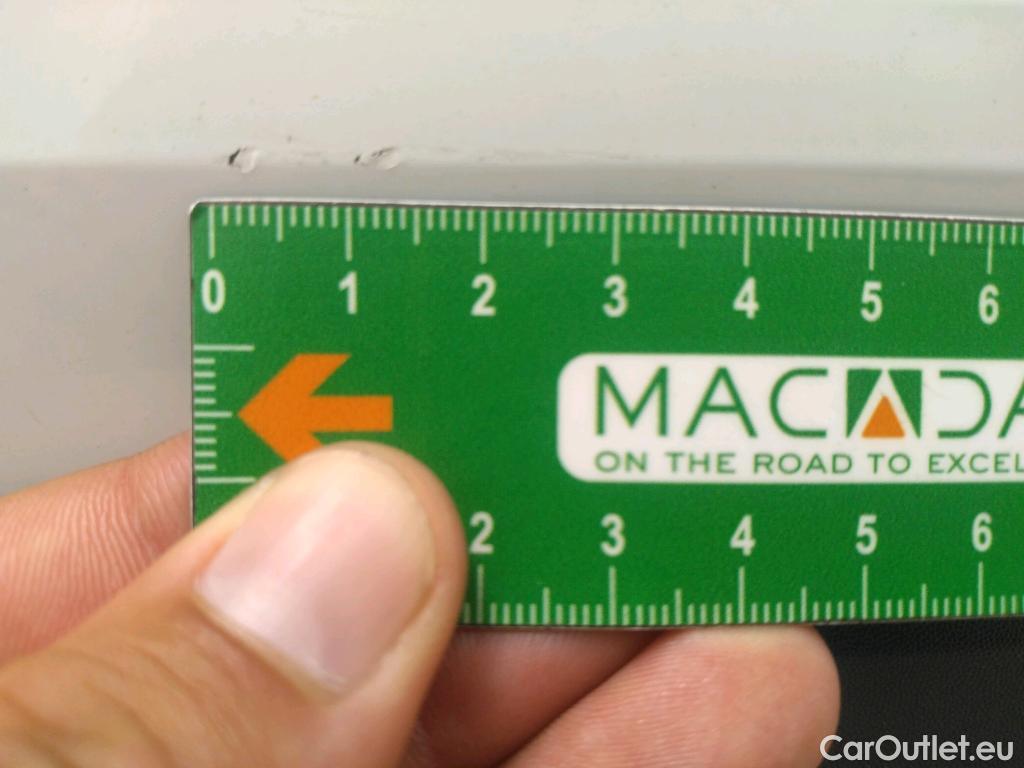 0 1 2 3 4 5 6
MACADA
ON THE ROAD TO EXCEL
2 3 4 5 6
CarOutlet.eu